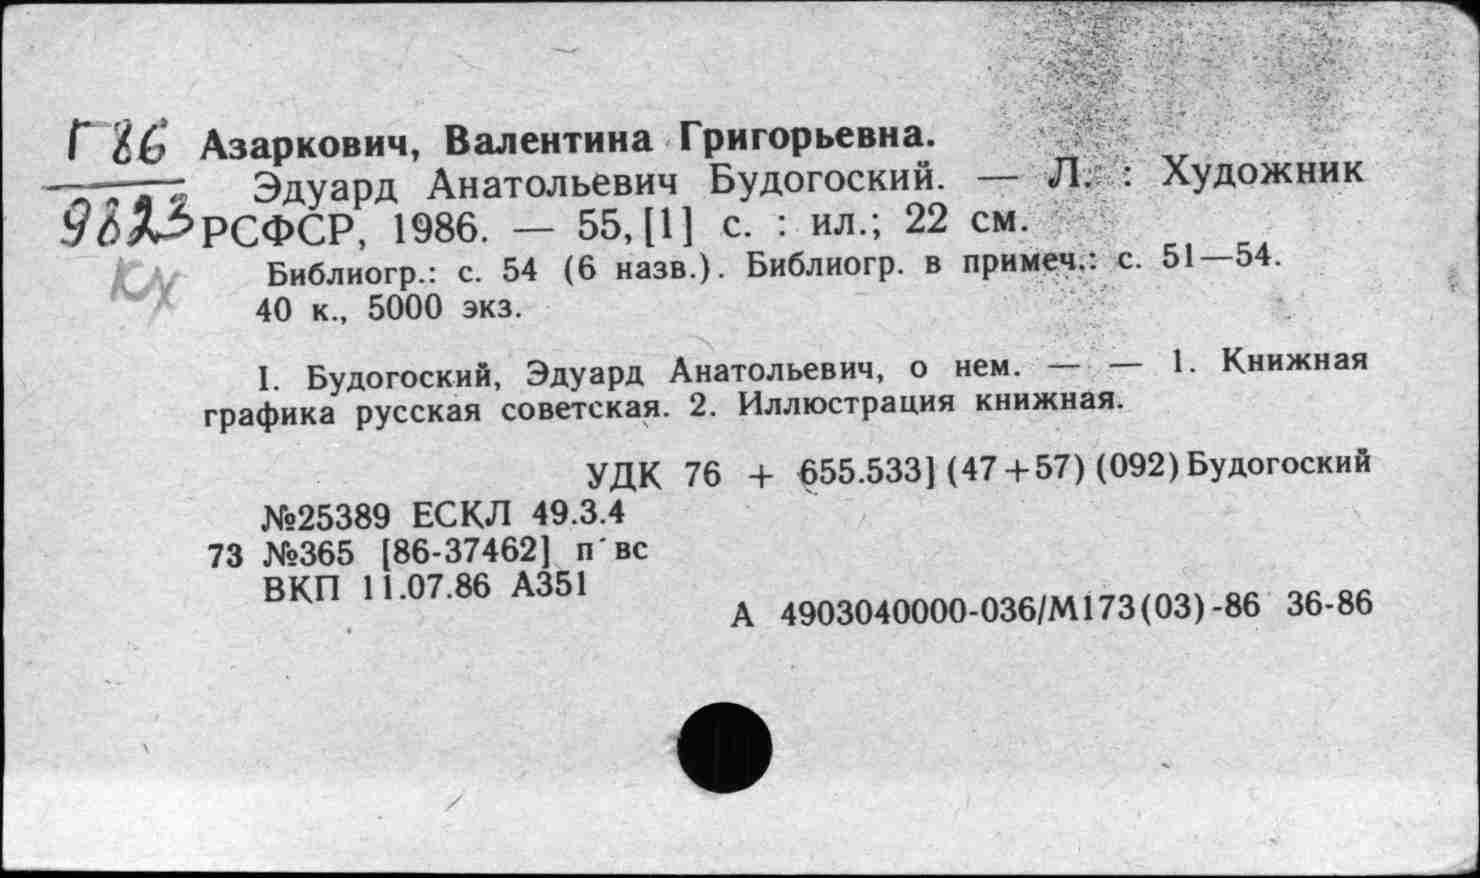 Г 86 Азаркович, Валентина Григорьевна.
Эдуард Анатольевич Будогоский. — Л. : Художник
9823 РСФСР, 1986. — 55, [1] с. : ил.; 22 см.
Кх Библиогр.: с. 54 (6 назв.). Библиогр. в примеч.: с. 51—54.
40 к., 5000 экз.
I. Будогоский, Эдуард Анатольевич, о нем. — — 1. Книжная
графика русская советская. 2. Иллюстрация книжная.
УДК 76 + 655.533] (47+57) (092) Будогоский
№25389 ЕСКЛ 49.3.4
73 №365 [86-37462] п вс
ВКП 11.07.86 А351
А 4903040000-036/М173(03)-86 36-86